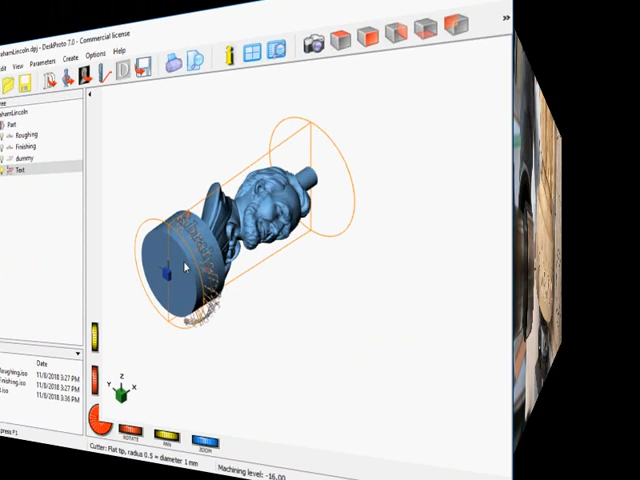 ahamLincoln.dpj - DeskProto 7.0 - Commercial license
View Parameters Create Options Help
»
D
Part
Roughing
Finishing
dummy
Text
Date
11/8/2018 3:27 PM
11/8/2018 3:27 PM
11/8/2018 3:36 PM
Z
Y
X
ROTATE
PAN
ZOOM
Cutter: Flat tip, radius 0.5 = diameter 1 mm
Machining level: -16.00